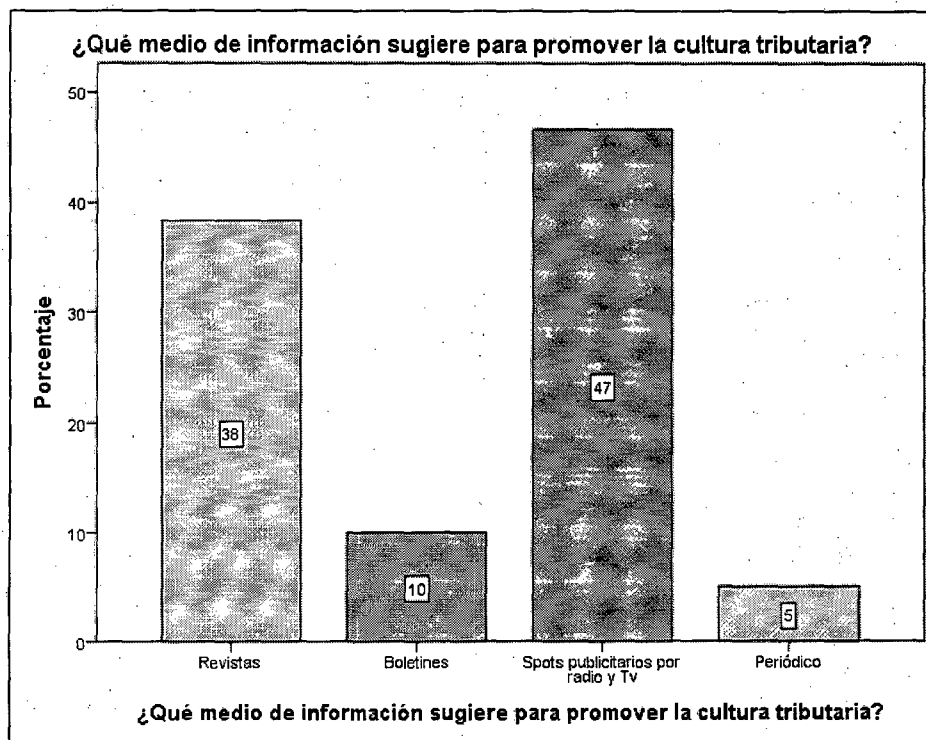 ¿Qué medio de información sugiere para promover la cultura tributaria?
50
40
30
20
10
0
Porcentaje
38
10
47
5
Revistas
Boletines
Spots publicitarios por
radio y Tv
Periódico
¿Qué medio de información sugiere para promover la cultura tributaria?